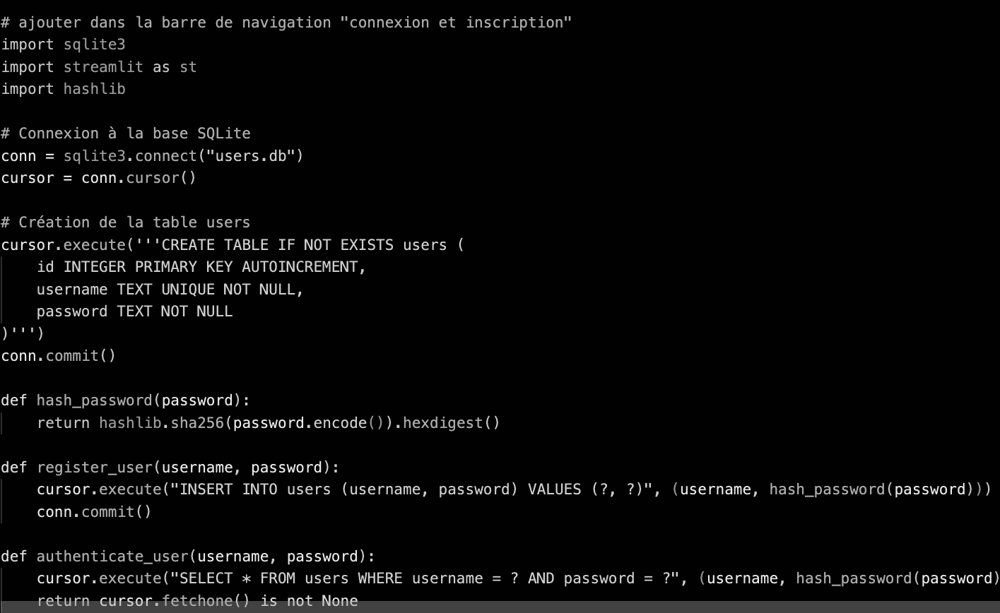 # ajouter dans la barre de navigation "connexion et inscription"
import sqlite3
import streamlit as st
import hashlib
# Connexion à la base SQLite
conn = sqlite3.connect("users.db")
cursor = conn.cursor()
# Création de la table users
cursor.execute('''CREATE TABLE IF NOT EXISTS users (
    id INTEGER PRIMARY KEY AUTOINCREMENT,
    username TEXT UNIQUE NOT NULL,
    password TEXT NOT NULL
)''')
conn.commit()
def hash_password(password):
    return hashlib.sha256(password.encode()).hexdigest()
def register_user(username, password):
    cursor.execute("INSERT INTO users (username, password) VALUES (?, ?)", (username, hash_password(password)))
    conn.commit()
def authenticate_user(username, password):
    cursor.execute("SELECT * FROM users WHERE username = ? AND password = ?", (username, hash_password(password)
    return cursor.fetchone() is not None